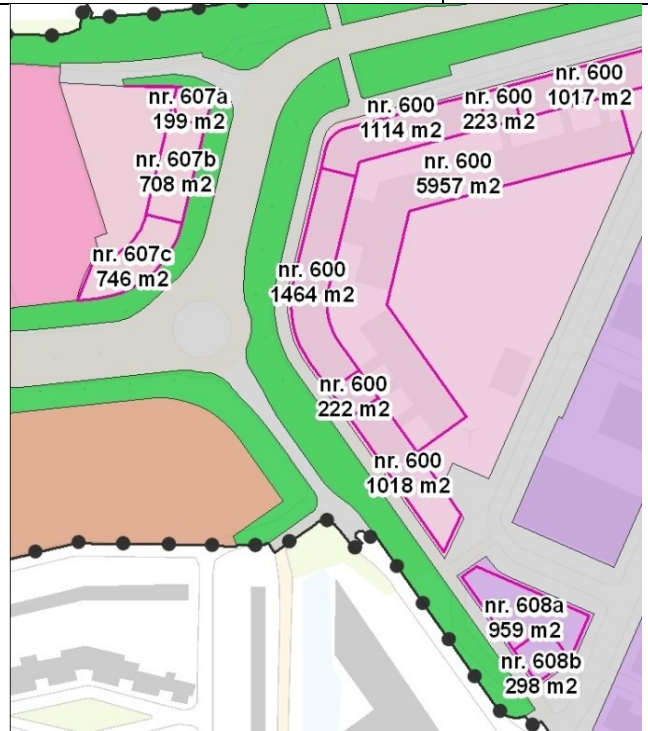 nr. 607a
199 m2
nr. 607b
708 m2
nr. 607c
746 m2
nr. 600
1114 m2
nr. 600
223 m2
nr. 600
1017 m2
nr. 600
5957 m2
nr. 600
1464 m2
nr. 600
222 m2
nr. 600
1018 m2
nr. 608a
959 m2
nr. 608b
298 m2